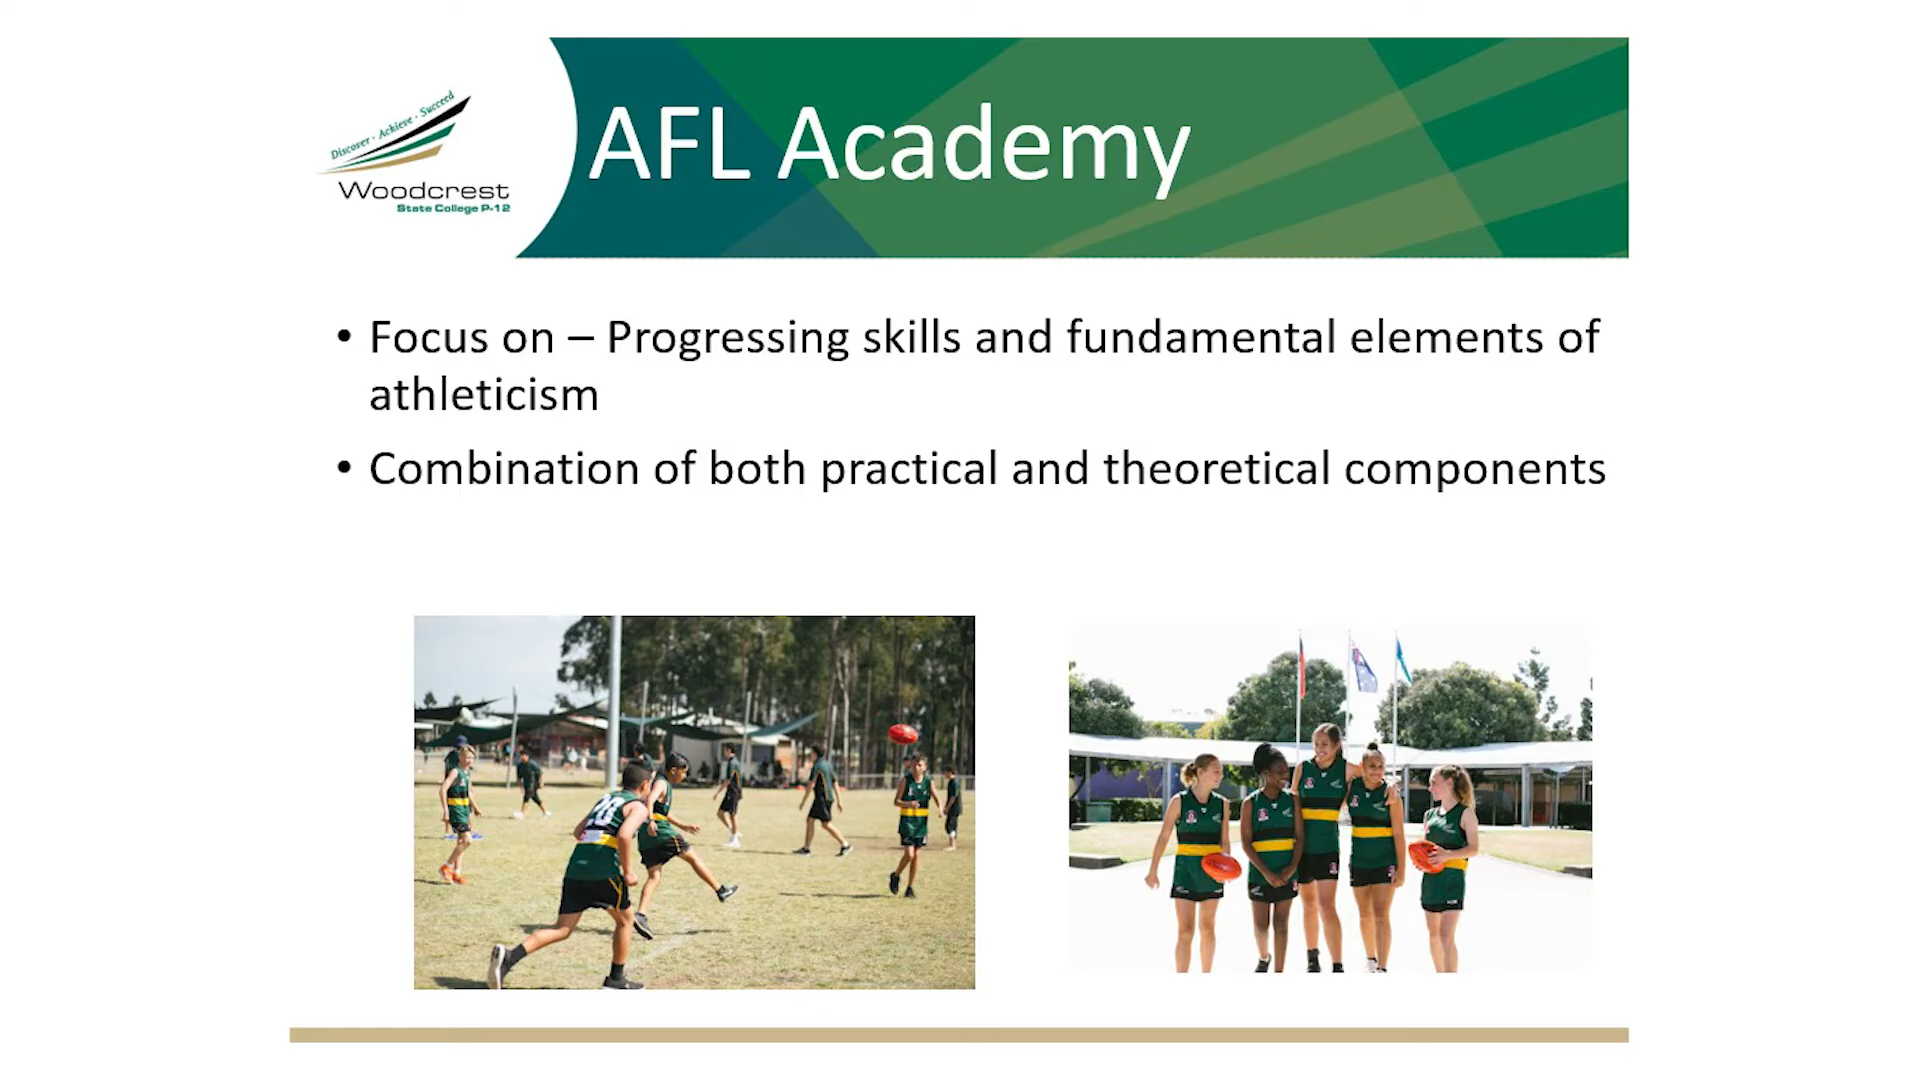 Discover · Achieve · Succeed
Woodcrest
State College P-12
AFL Academy
• Focus on – Progressing skills and fundamental elements of
athleticism
• Combination of both practical and theoretical components
28